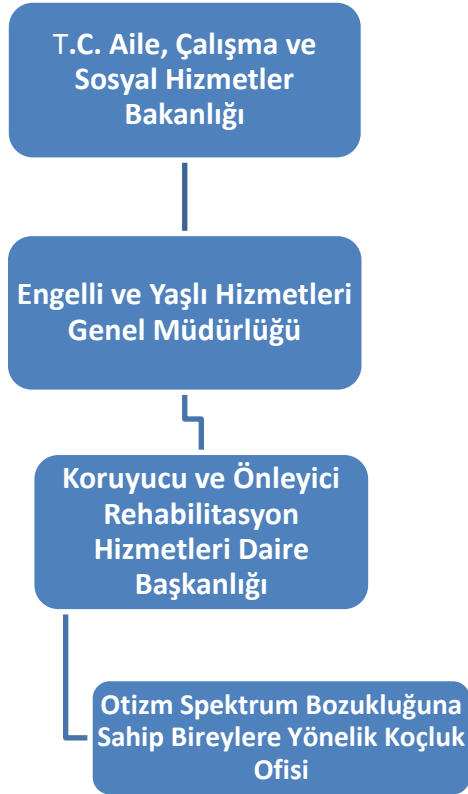 T.C. Aile, Çalışma ve
Sosyal Hizmetler
Bakanlığı
Engelli ve Yaşlı Hizmetleri
Genel Müdürlüğü
Koruyucu ve Önleyici
Rehabilitasyon
Hizmetleri Daire
Başkanlığı
Otizm Spektrum Bozukluğuna
Sahip Bireylere Yönelik Koçluk
Ofisi